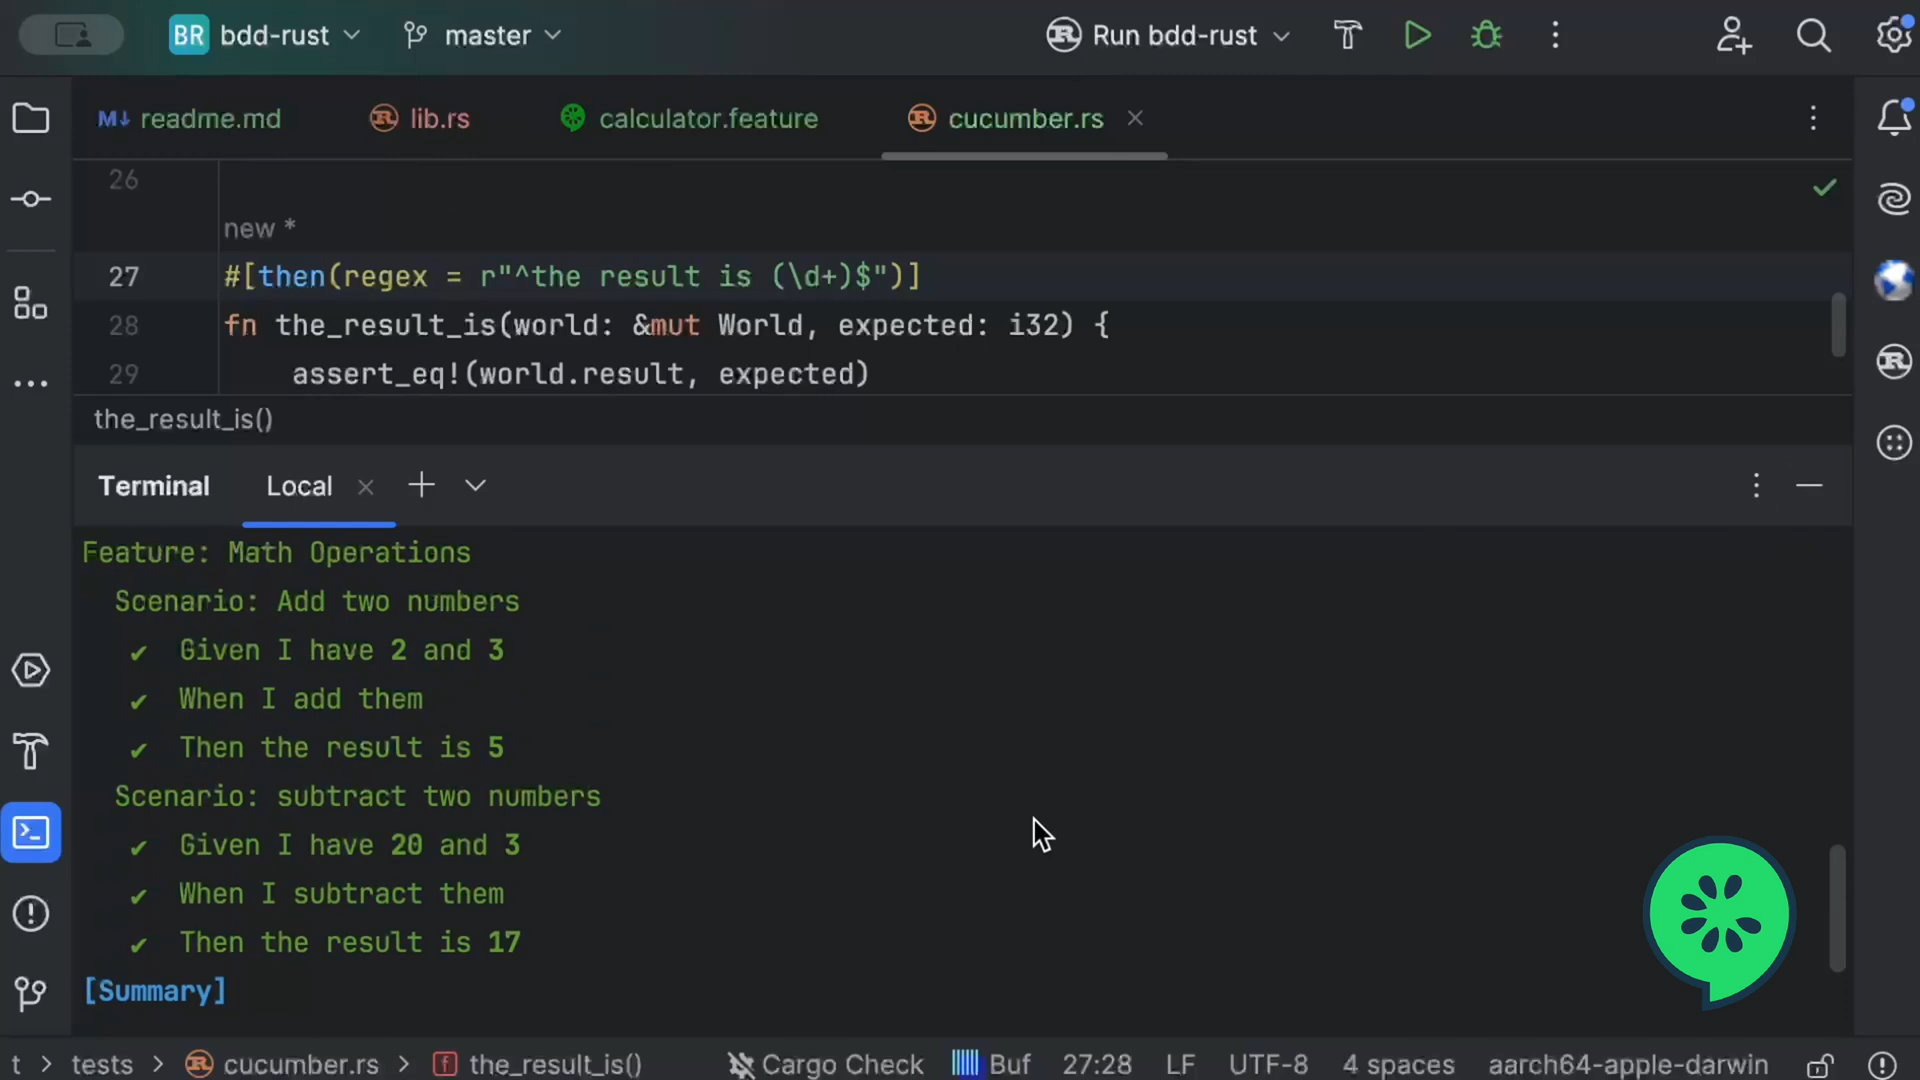 BR bdd-rust master Run bdd-rust
M↓ readme.md lib.rs calculator.feature cucumber.rs
26
new *
27 #[then(regex = r"^the result is (\d+)$")]
28 fn the_result_is(world: &mut World, expected: i32) {
29 assert_eq!(world.result, expected)
the_result_is()
Terminal Local
Feature: Math Operations
Scenario: Add two numbers
✔ Given I have 2 and 3
✔ When I add them
✔ Then the result is 5
Scenario: subtract two numbers
✔ Given I have 20 and 3
✔ When I subtract them
✔ Then the result is 17
[Summary]
t > tests > cucumber.rs > f the_result_is() Cargo Check Buf 27:28 LF UTF-8 4 spaces aarch64-apple-darwin